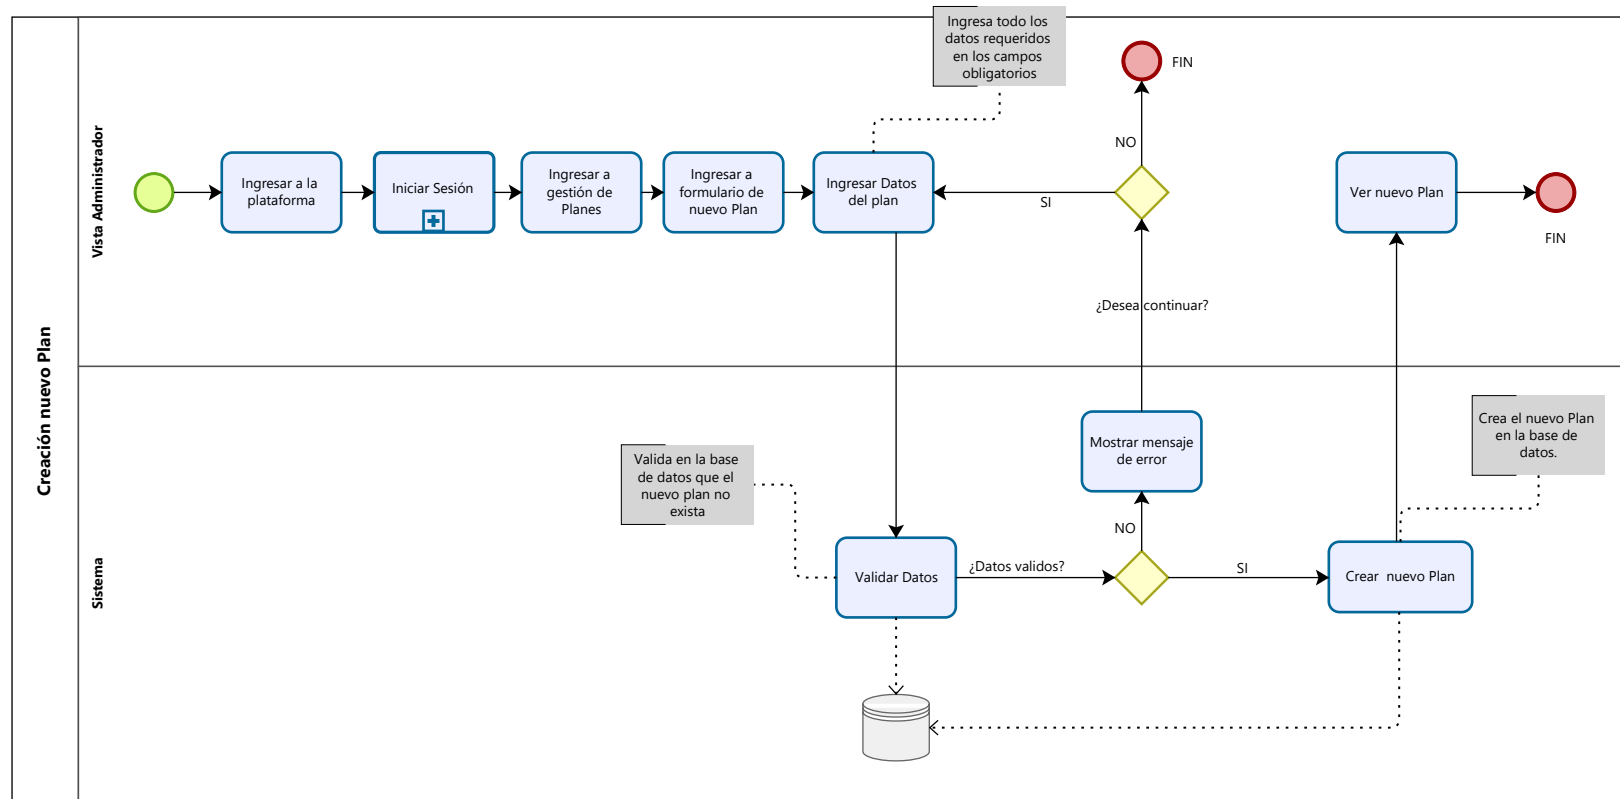 Creación nuevo Plan
Vista Administrador
Sistema
Ingresa todo los
datos requeridos
en los campos
obligatorios
FIN
NO
Ingresar a la
plataforma
Iniciar Sesión
Ingresar a
gestión de
Planes
Ingresar a
formulario de
nuevo Plan
Ingresar Datos
del plan
SI
Ver nuevo Plan
FIN
¿Desea continuar?
Mostrar mensaje
de error
Crea el nuevo Plan
en la base de
datos.
Valida en la base
de datos que el
nuevo plan no
exista
NO
Validar Datos
¿Datos validos?
SI
Crear  nuevo Plan